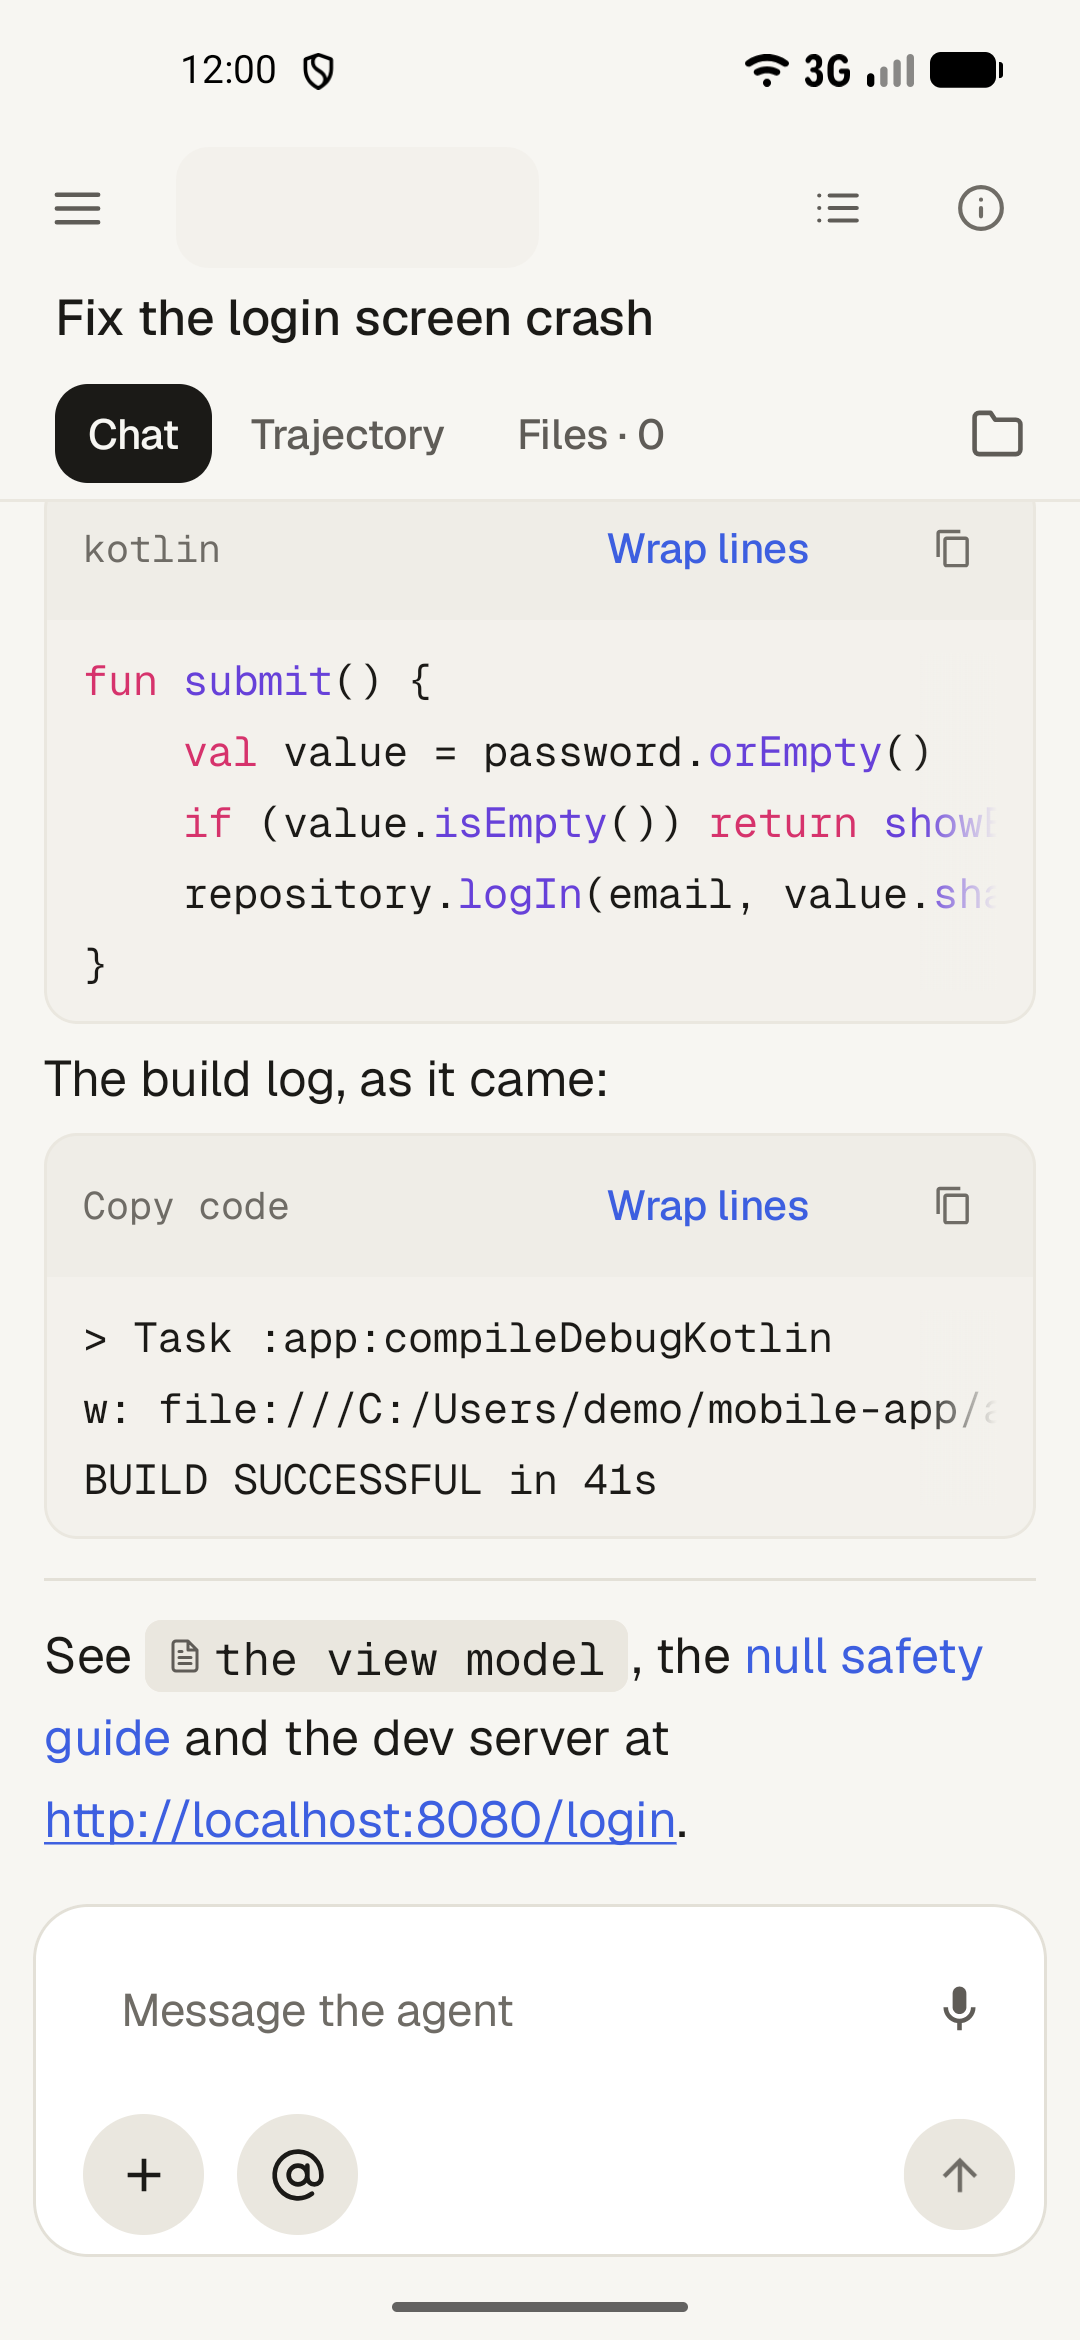 12:00
3G
Fix the login screen crash
Chat
Trajectory
Files · 0
kotlin
Wrap lines
fun submit() {
    val value = password.orEmpty()
    if (value.isEmpty()) return show
    repository.logIn(email, value.sha
}
The build log, as it came:
Copy code
Wrap lines
> Task :app:compileDebugKotlin
w: file:///C:/Users/demo/mobile-app/a
BUILD SUCCESSFUL in 41s
See the view model, the null safety
guide and the dev server at
http://localhost:8080/login.
Message the agent